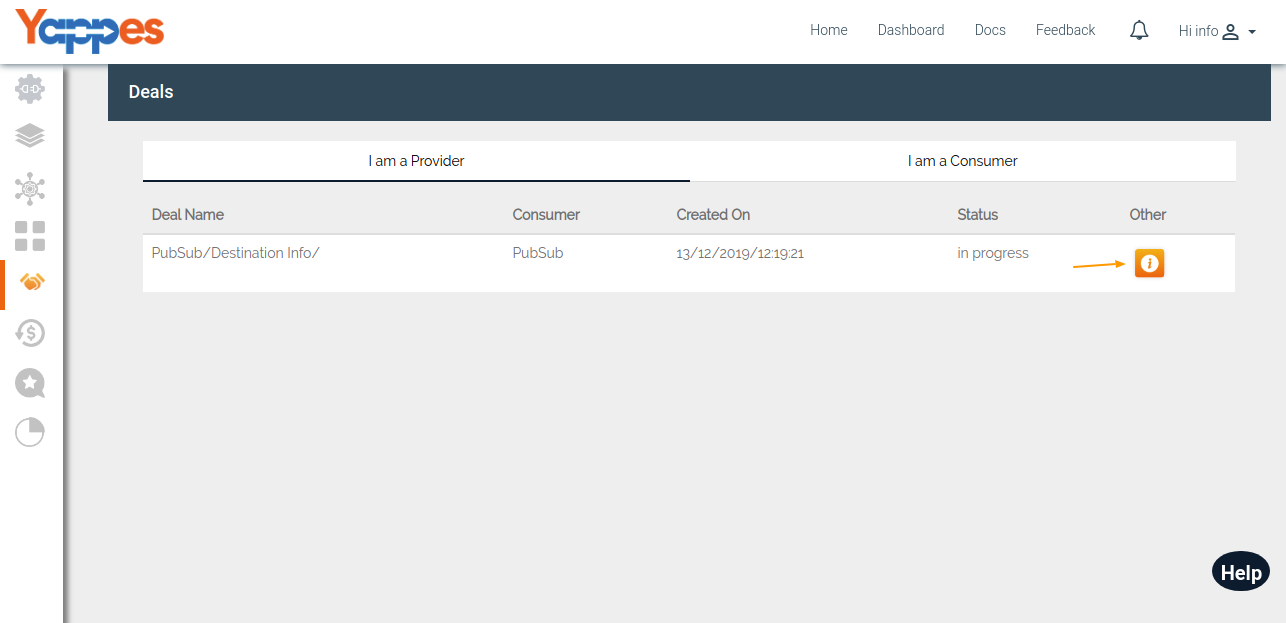 Yappes
Home Dashboard Docs Feedback Hi info
Deals
I am a Provider I am a Consumer
Deal Name Consumer Created On Status Other
PubSub/Destination Info/ PubSub 13/12/2019/12:19:21 in progress i
Help